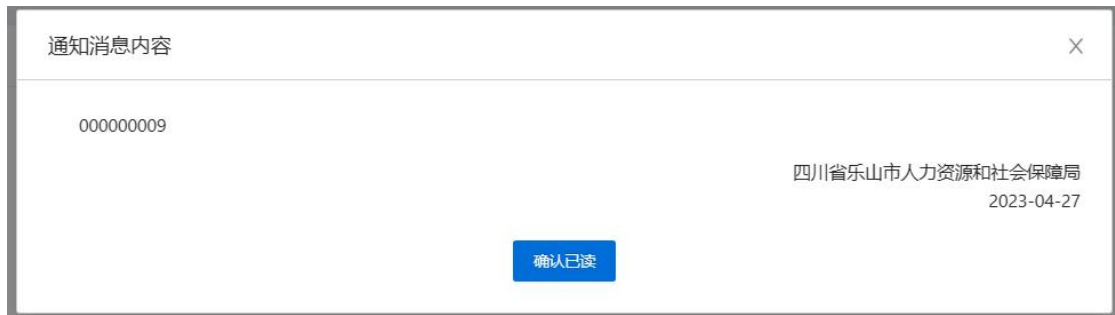 通知消息内容
000000009
四川省乐山市人力资源和社会保障局
2023-04-27
确认已读